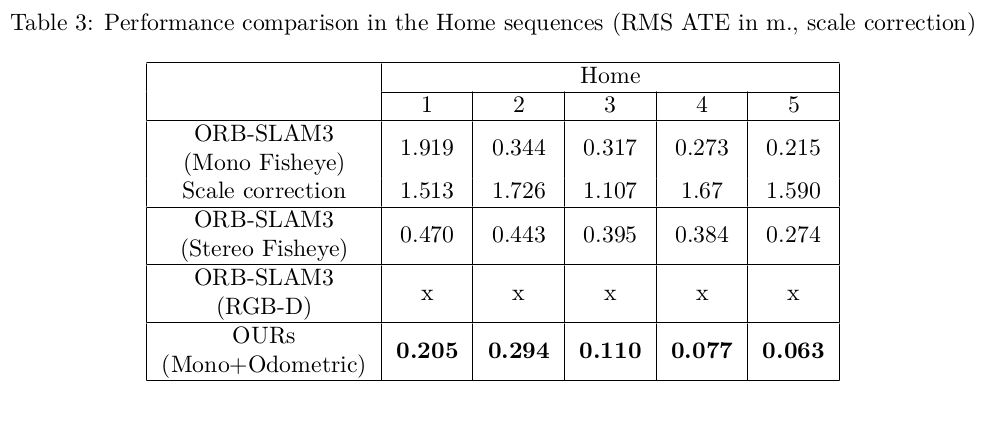 Table 3: Performance comparison in the Home sequences (RMS ATE in m., scale correction)
Home
1 2 3 4 5
ORB-SLAM3
(Mono Fisheye)
1.919 0.344 0.317 0.273 0.215
Scale correction 1.513 1.726 1.107 1.67 1.590
ORB-SLAM3
(Stereo Fisheye)
0.470 0.443 0.395 0.384 0.274
ORB-SLAM3
(RGB-D)
x x x x x
OURs
(Mono+Odometric)
0.205 0.294 0.110 0.077 0.063